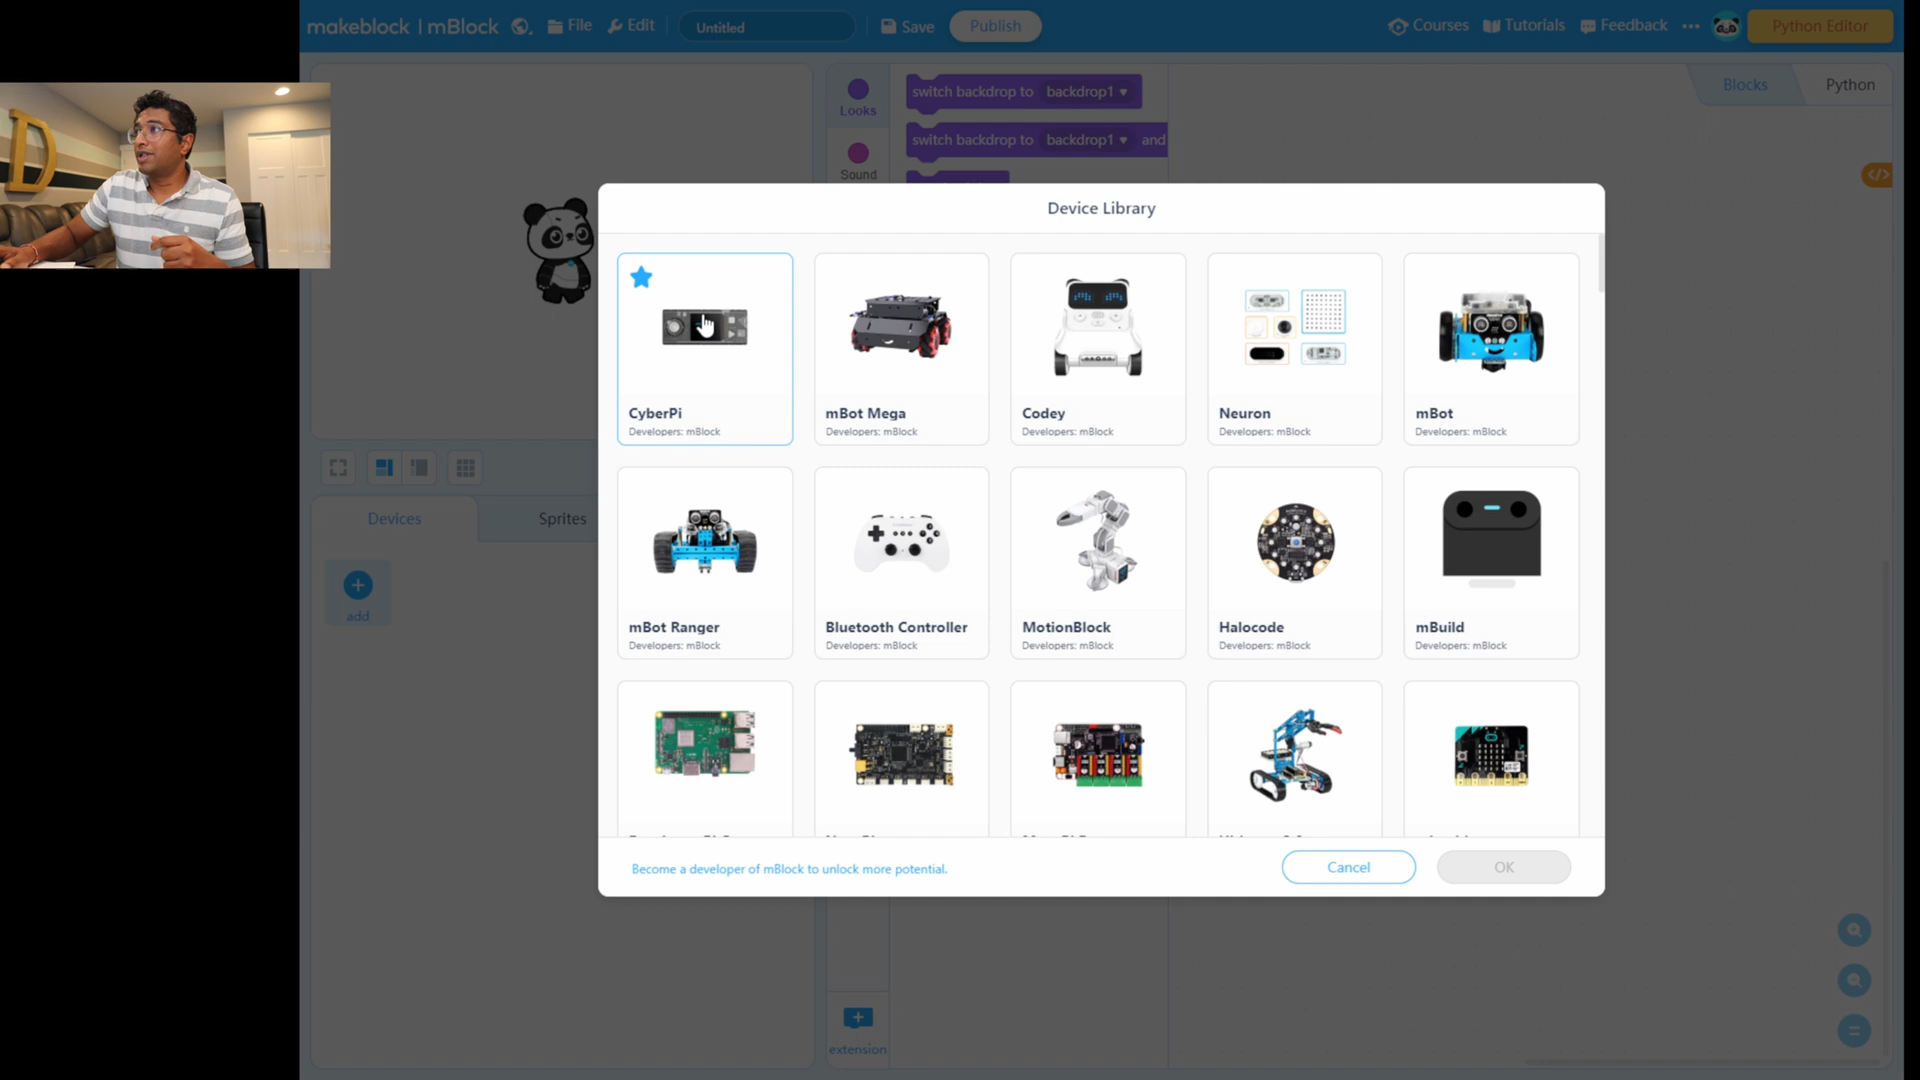 makeblock | mBlock File Edit Untitled Save Publish Courses Tutorials Feedback Python Editor
Looks
Sound
switch backdrop to backdrop1
switch backdrop to backdrop1 and
Blocks Python
Device Library
CyberPi
Developers: mBlock
mBot Mega
Developers: mBlock
Codey
Developers: mBlock
Neuron
Developers: mBlock
mBot
Developers: mBlock
mBot Ranger
Developers: mBlock
Bluetooth Controller
Developers: mBlock
MotionBlock
Developers: mBlock
Halocode
Developers: mBlock
mBuild
Developers: mBlock
Become a developer of mBlock to unlock more potential.
Cancel OK
Devices Sprites
add
extension
D